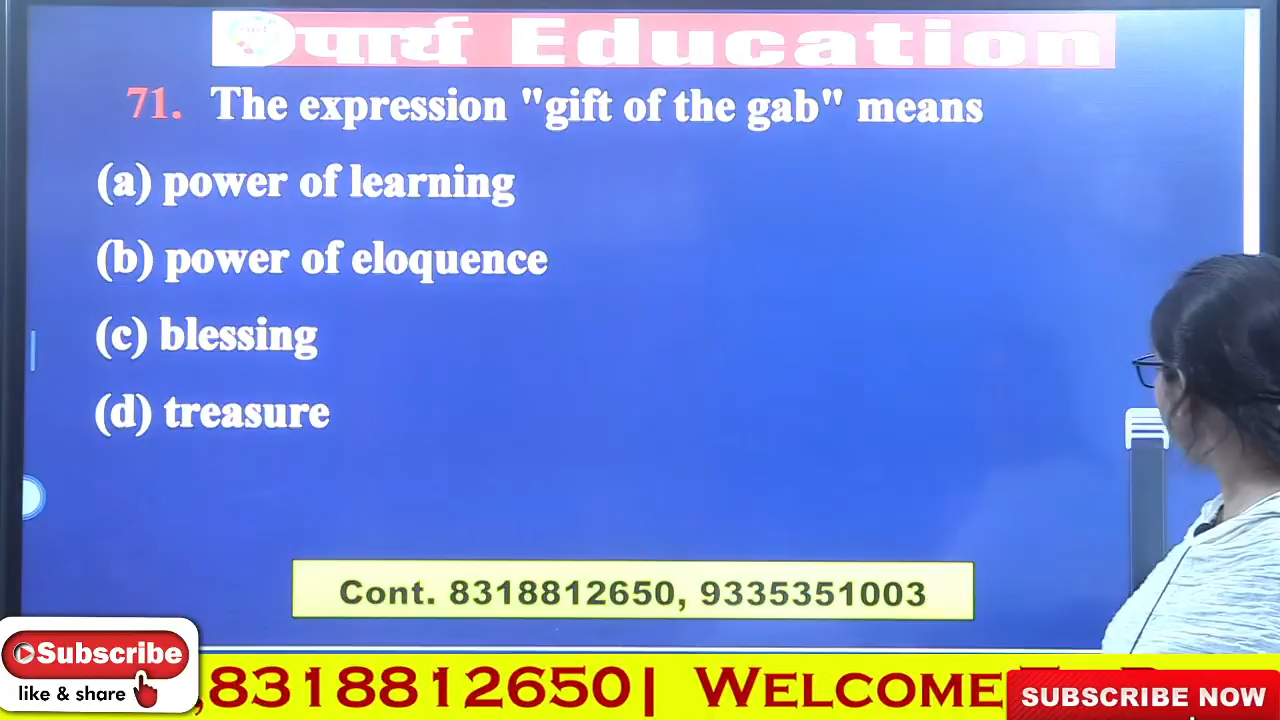 पार्य Education
71. The expression "gift of the gab" means
(a) power of learning
(b) power of eloquence
(c) blessing
(d) treasure
Cont. 8318812650, 9335351003
Subscribe
like & share
,8318812650| WELCOME
SUBSCRIBE NOW